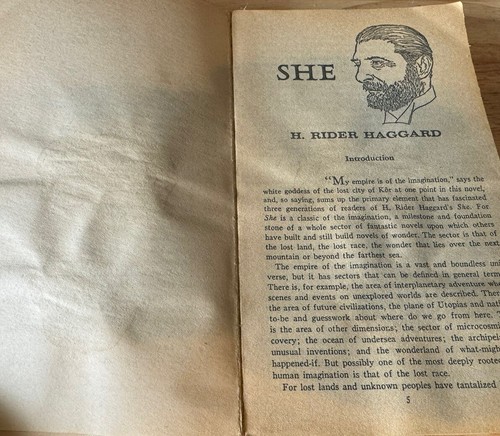 SHE
H. RIDER HAGGARD
Introduction
"My empire is of the imagination," says the
white goddess of the lost city of Kôr at one point in this novel,
and, so saying, sums up the primary element that has fascinated
three generations of readers of H. Rider Haggard's She. For
She is a classic of the imagination, a milestone and foundation
stone of a whole sector of fantastic novels upon which others
have built and still build novels of wonder. The sector is that of
the lost land, the lost race, the wonder that lies over the next
mountain or beyond the farthest sea.
The empire of the imagination is a vast and boundless uni
verse, but it has sectors that can be defined in general term
There is, for example, the area of interplanetary adventure whe
scenes and events on unexplored worlds are described. Ther
the area of future civilizations, the plane of Utopias and nati
to-be and guesswork about where do we go from here.
is the area of other dimensions; the sector of microcosmi
covery; the ocean of undersea adventures; the archipela
unusual inventions; and the wonderland of what-migh
happened-if. But possibly one of the most deeply rooted
human imagination is that of the lost race.
For lost lands and unknown peoples have tantalized
5